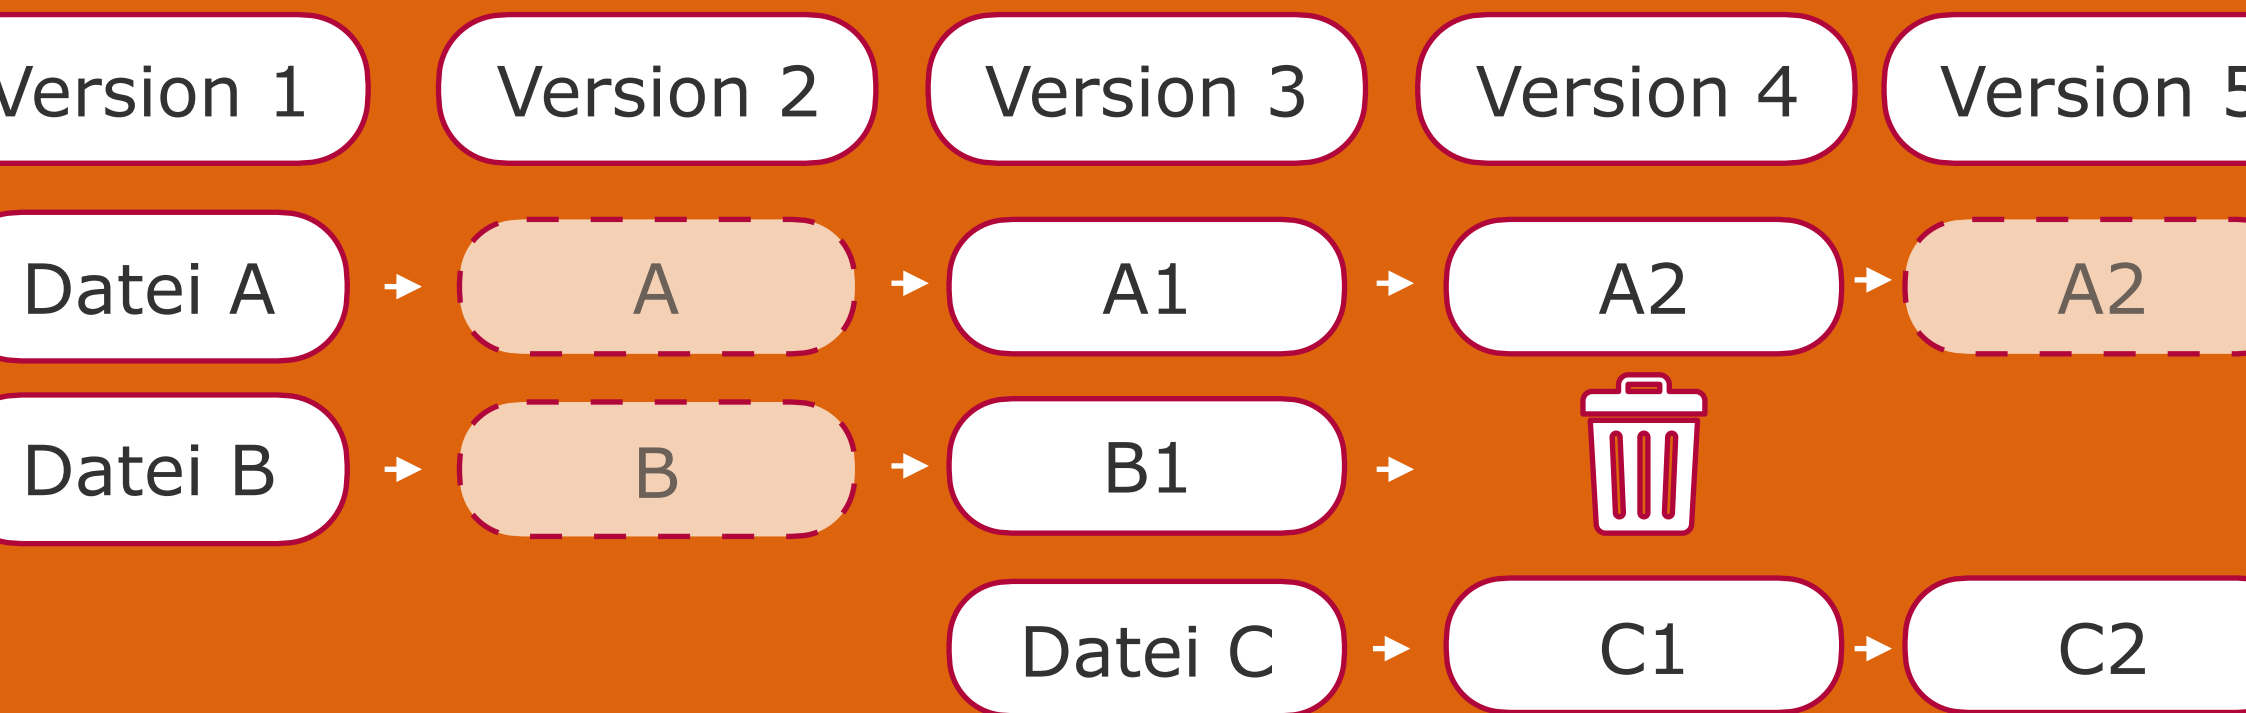 Version 1 Version 2 Version 3 Version 4 Version 5
Datei A A A1 A2 A2
Datei B B B1
Datei C C1 C2